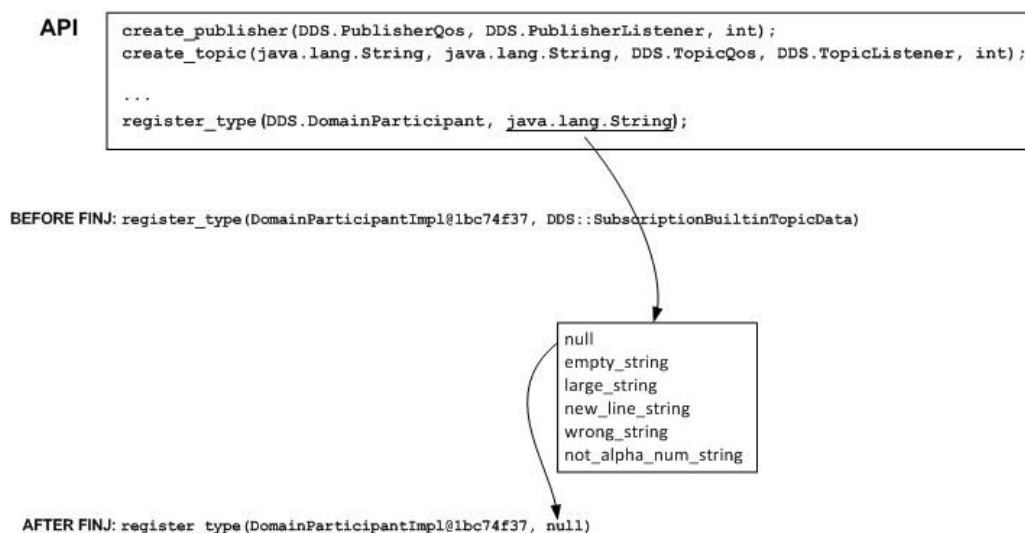 API
create_publisher(DDS.PublisherQos, DDS.PublisherListener, int);
create_topic(java.lang.String, java.lang.String, DDS.TopicQos, DDS.TopicListener, int);
...
register_type(DDS.DomainParticipant, java.lang.String);
BEFORE FINJ: register_type(DomainParticipantImpl@1bc74f37, DDS::SubscriptionBuiltinTopicData)
null
empty_string
large_string
new_line_string
wrong_string
not_alpha_num_string
AFTER FINJ: register type(DomainParticipantImpl@1bc74f37, null)